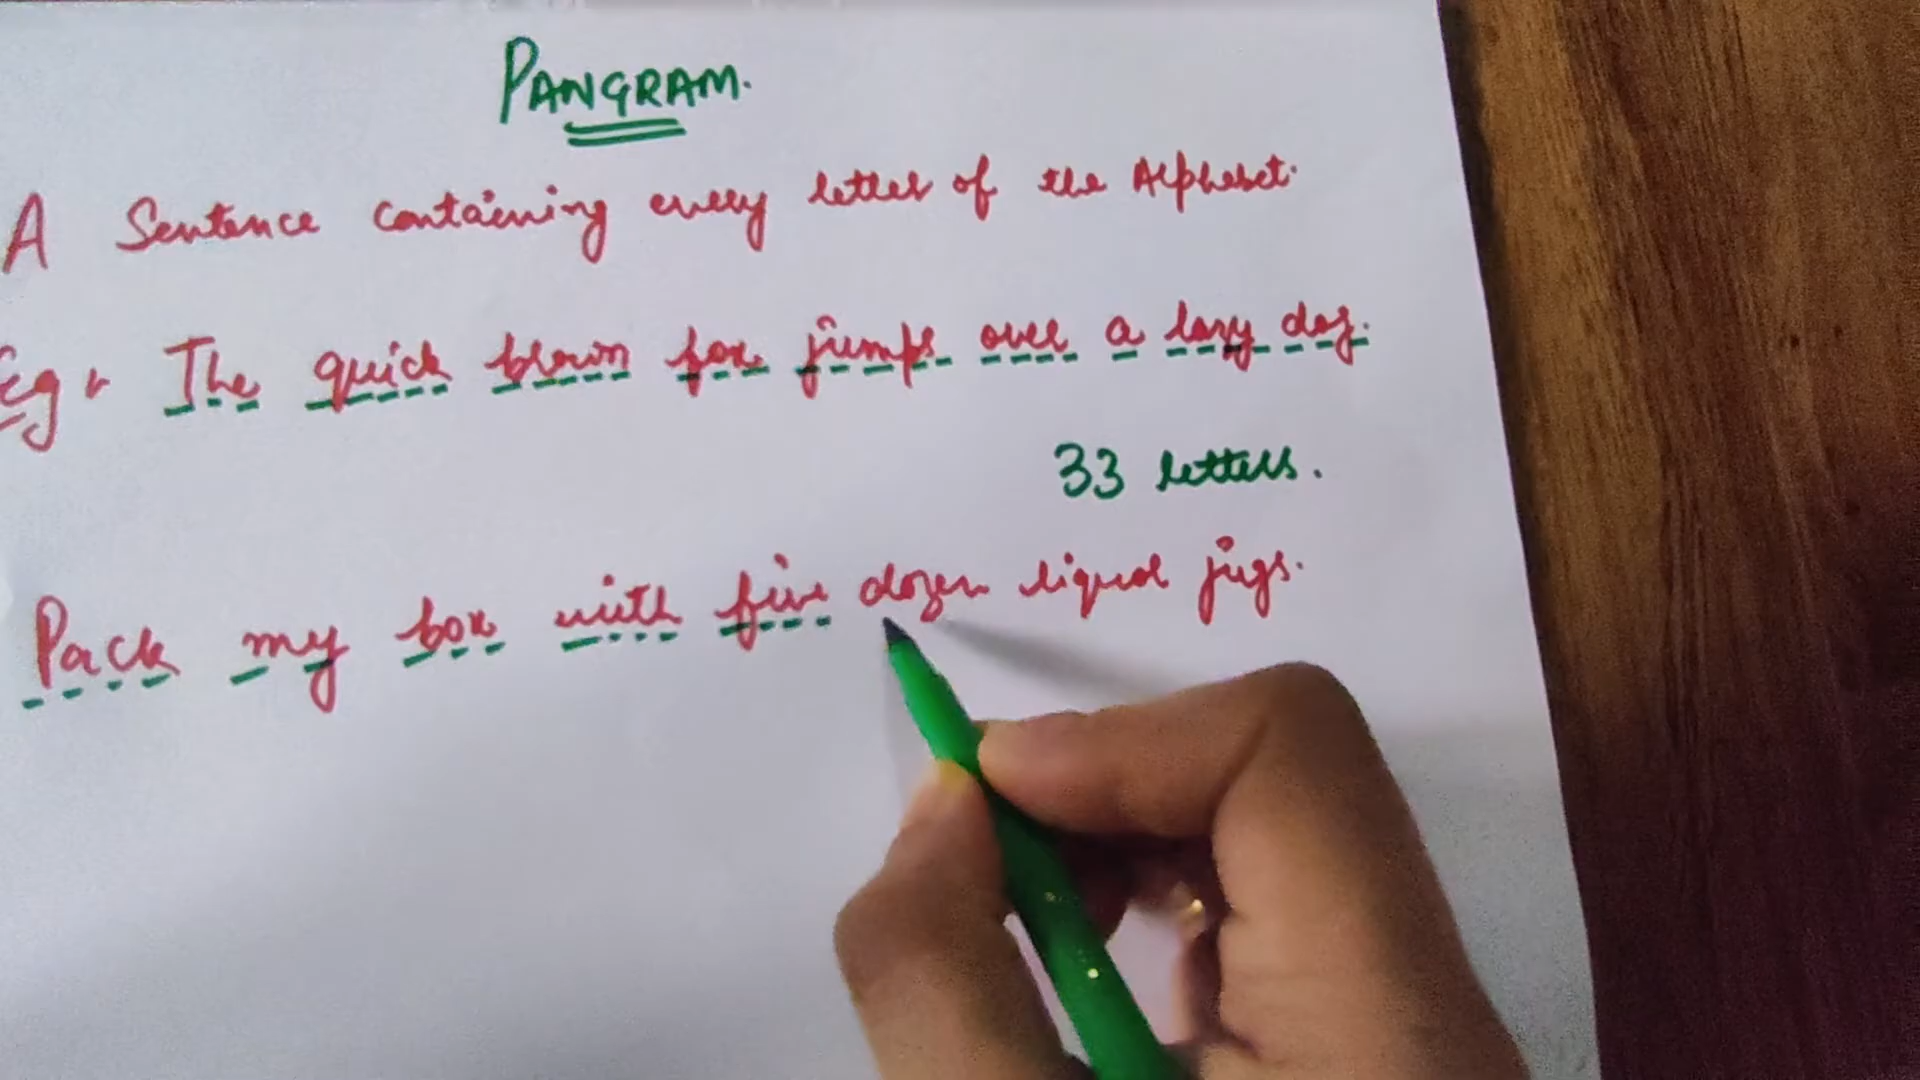 PANGRAM.
A Sentence containing every letter of the Alphabet.
Eg: The quick brown fox jumps over a lazy dog.
33 letters.
Pack my box with five dozen liquor jugs.